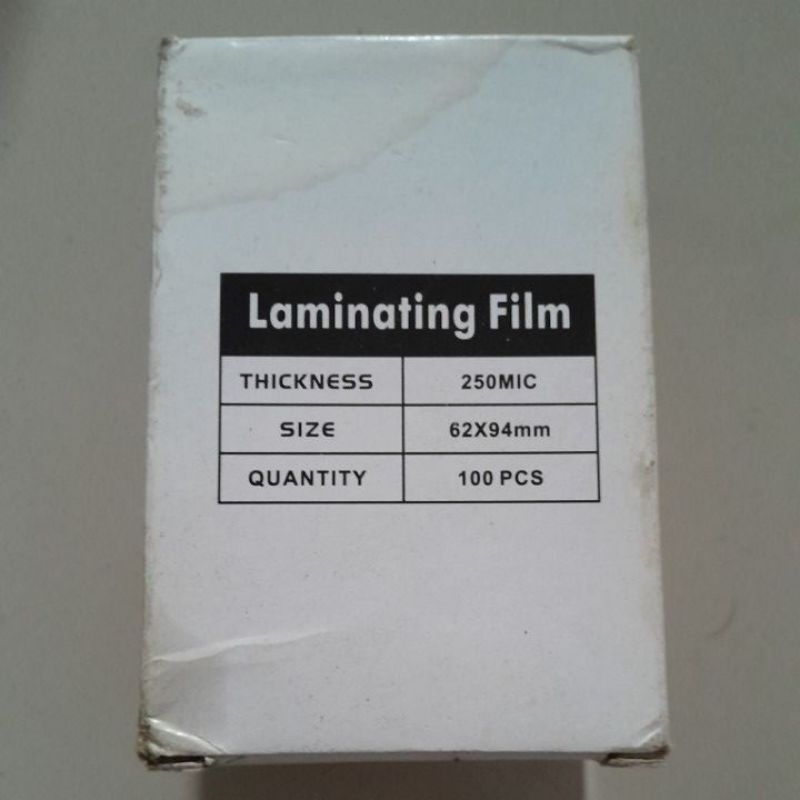 Laminating Film
THICKNESS 250MIC
SIZE 62X94mm
QUANTITY 100 PCS